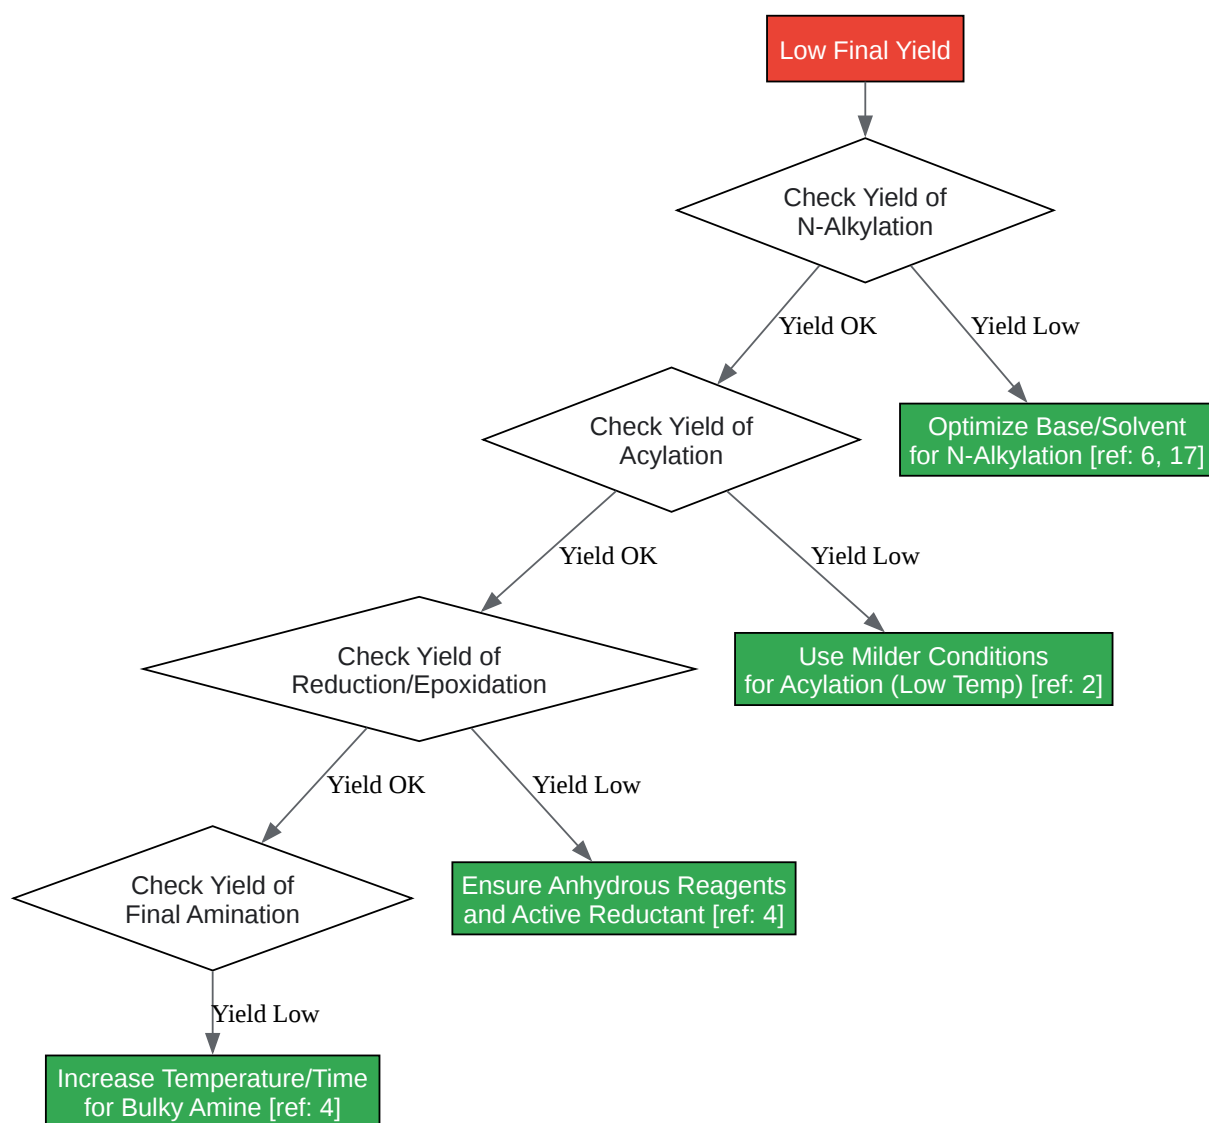 Low Final Yield
Check Yield of
N-Alkylation
Yield OK
Yield Low
Check Yield of
Acylation
Optimize Base/Solvent
for N-Alkylation [ref: 6, 17]
Yield OK
Yield Low
Check Yield of
Reduction/Epoxidation
Use Milder Conditions
for Acylation (Low Temp) [ref: 2]
Yield OK
Yield Low
Check Yield of
Final Amination
Ensure Anhydrous Reagents
and Active Reductant [ref: 4]
Yield Low
Increase Temperature/Time
for Bulky Amine [ref: 4]